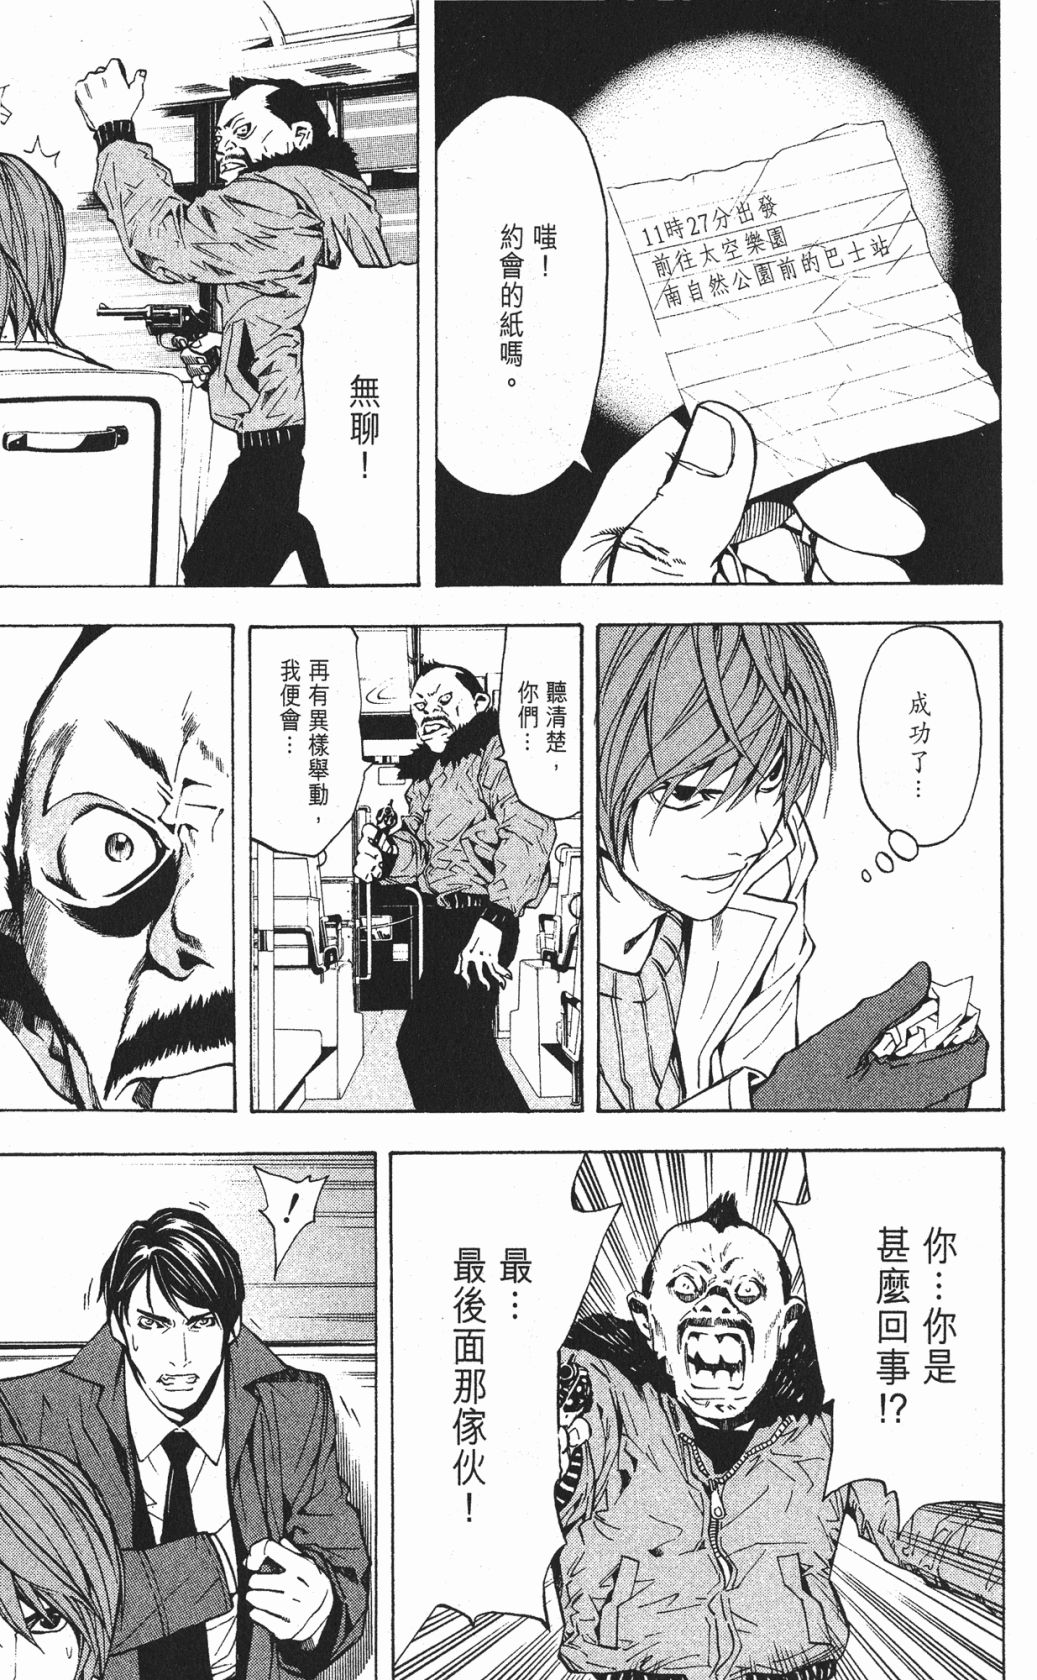 11時27分出發
前往太空樂園
南自然公園前的巴士站
嗤!
約會的紙嗎。
無聊!
成功了…
聽清楚,
你們…
再有異樣舉動,
我便會…
你…你是
甚麼回事!?
最…
最後面那傢伙!
!